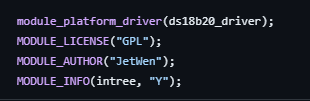 module_platform_driver(ds18b20_driver);
MODULE_LICENSE("GPL");
MODULE_AUTHOR("JetWen");
MODULE_INFO(intree, "Y");